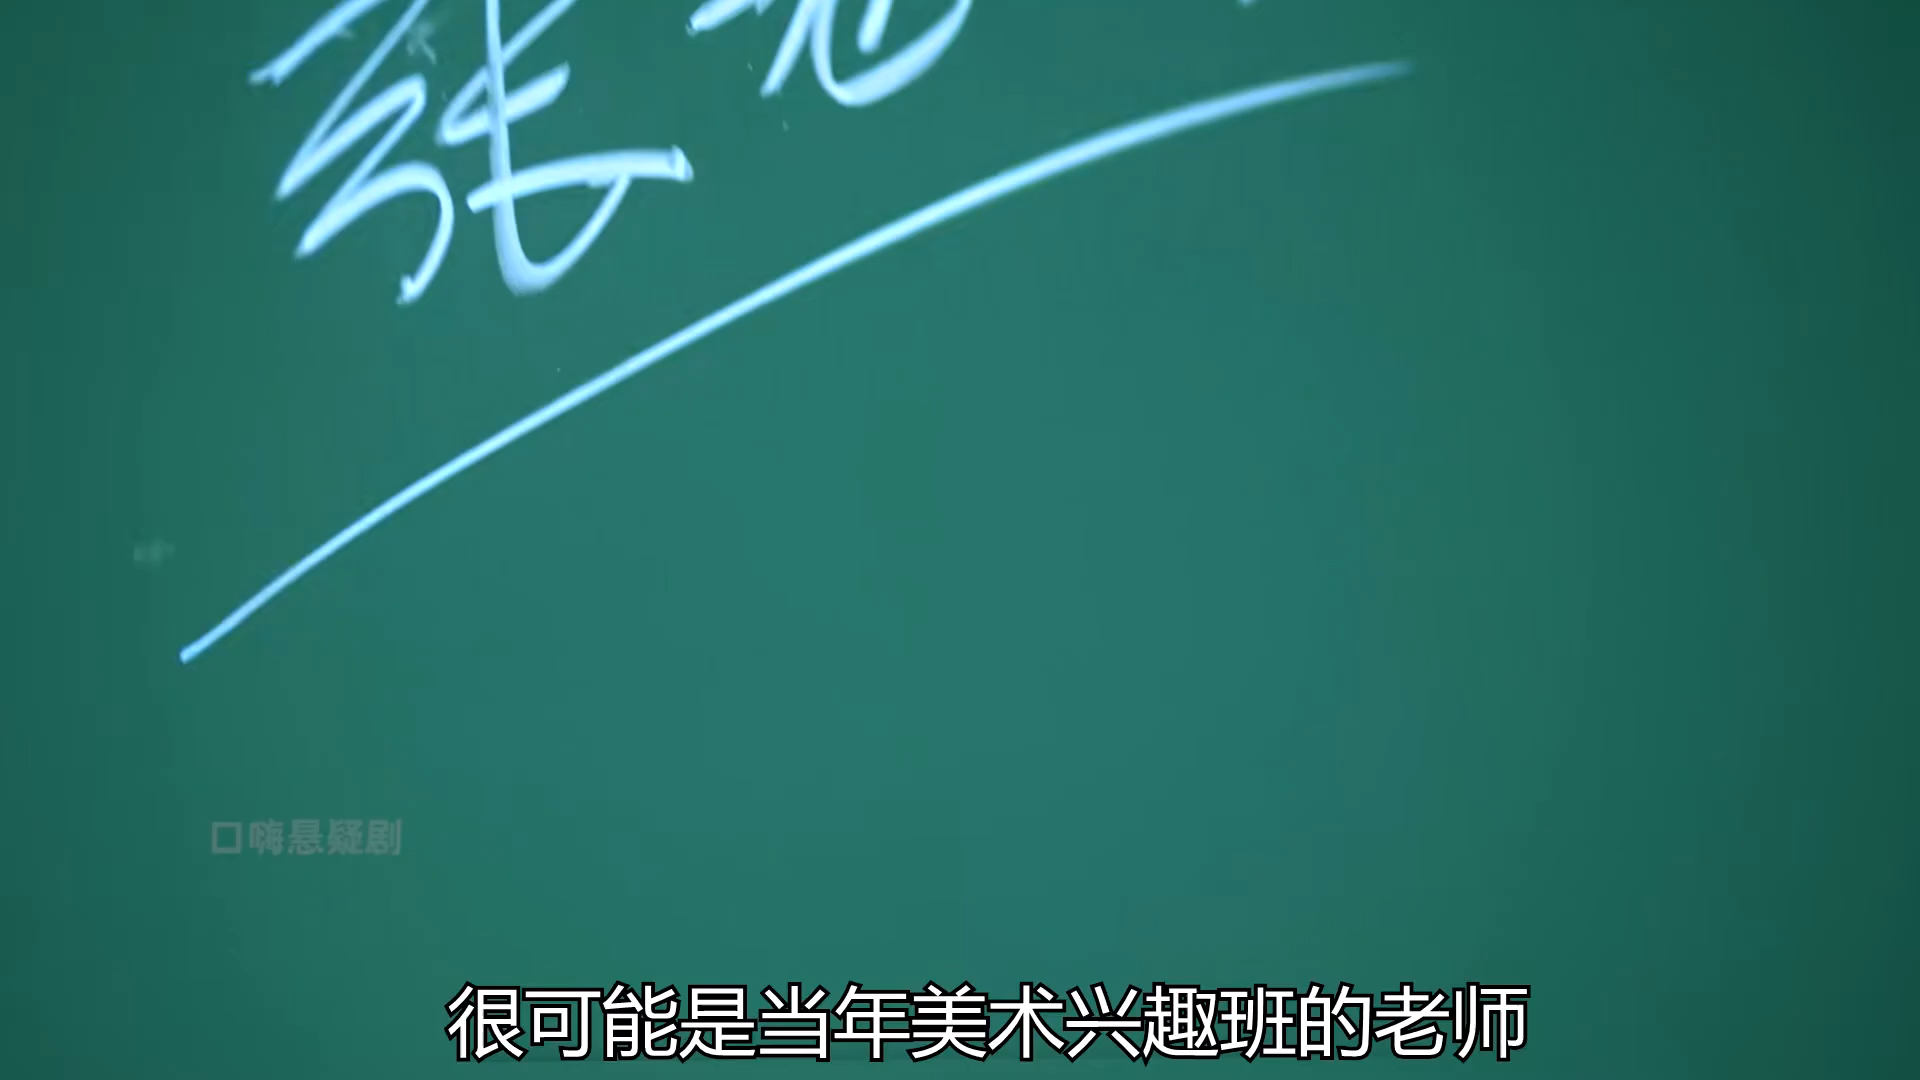 张
口嗨悬疑剧
很可能是当年美术兴趣班的老师